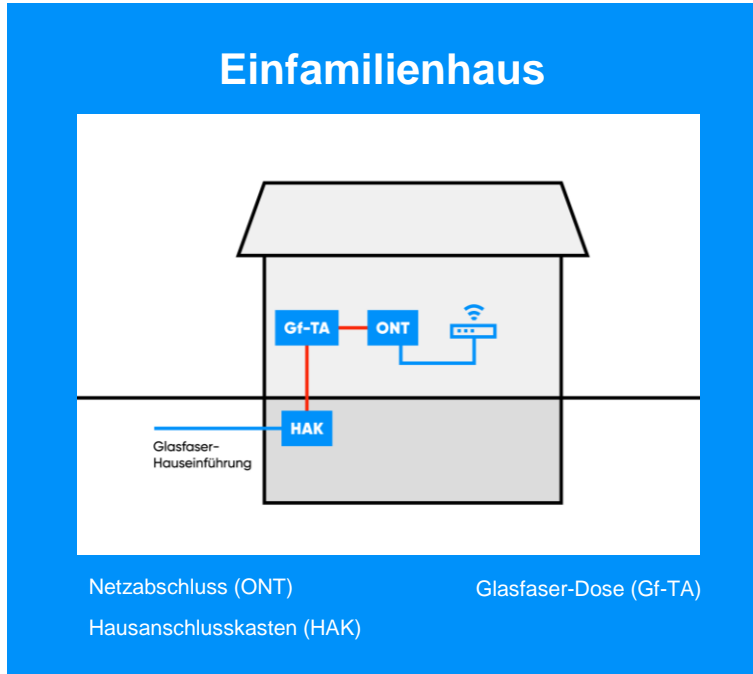 Einfamilienhaus
Gf-TA
ONT
HAK
Glasfaser-
Hauseinführung
Netzabschluss (ONT)
Glasfaser-Dose (Gf-TA)
Hausanschlusskasten (HAK)